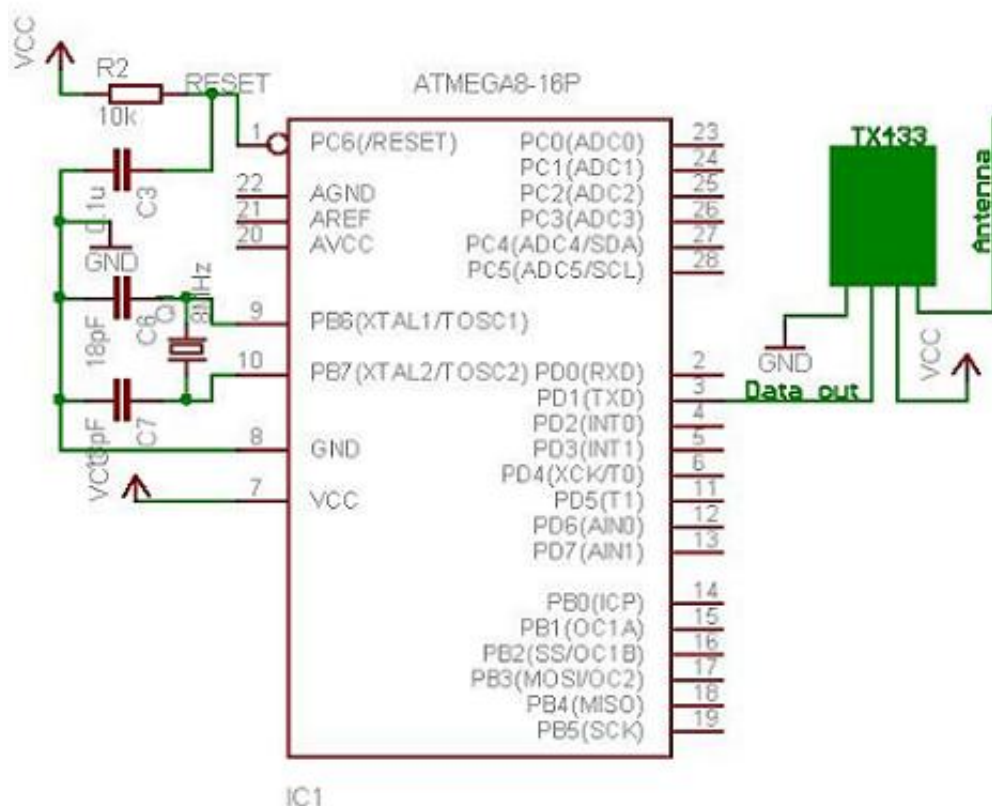 VCC
R2
10k
RESET
0.1u
C3
GND
18pF
C6
8MHz
C7
VCC
ATMEGA8-16P
1
PC6(/RESET)
22
AGND
21
AREF
20
AVCC
9
PB6(XTAL1/TOSC1)
10
PB7(XTAL2/TOSC2)
8
GND
7
VCC
PC0(ADC0)
23
PC1(ADC1)
24
PC2(ADC2)
25
PC3(ADC3)
26
PC4(ADC4/SDA)
27
PC5(ADC5/SCL)
28
PD0(RXD)
2
PD1(TXD)
3
PD2(INT0)
4
PD3(INT1)
5
PD4(XCK/T0)
6
PD5(T1)
11
PD6(AIN0)
12
PD7(AIN1)
13
PB0(ICP)
14
PB1(OC1A)
15
PB2(SS/OC1B)
16
PB3(MOSI/OC2)
17
PB4(MISO)
18
PB5(SCK)
19
IC1
TX433
Antenna
GND
VCC
Data out